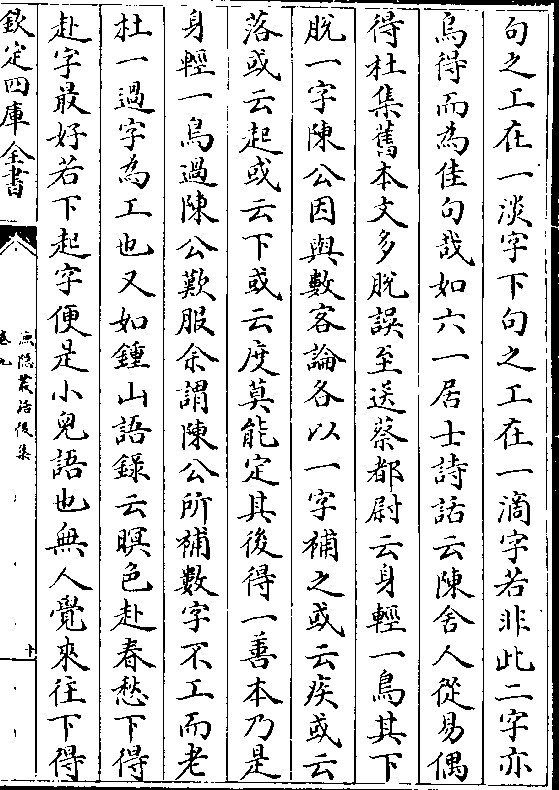 句之工在一淡字下句之工在一滴字若非此二字亦
烏得而為佳句哉如六一居士詩話云陳舍人從易偶
得杜集舊本文多脫誤至送蔡都尉云身輕一鳥其下
脫一字陳公因與數客論各以一字補之或云疾或云
落或云起或云下或云度莫能定其後得一善本乃是
身輕一鳥過陳公歎服余謂陳公所補數字不工而老
杜一過字為工也又如鍾山語錄云暝色赴春愁下得
赴字最好若下起字便是小兒語也無人覺來往下得
欽定四庫全書
漁隱叢話後集
卷九
十